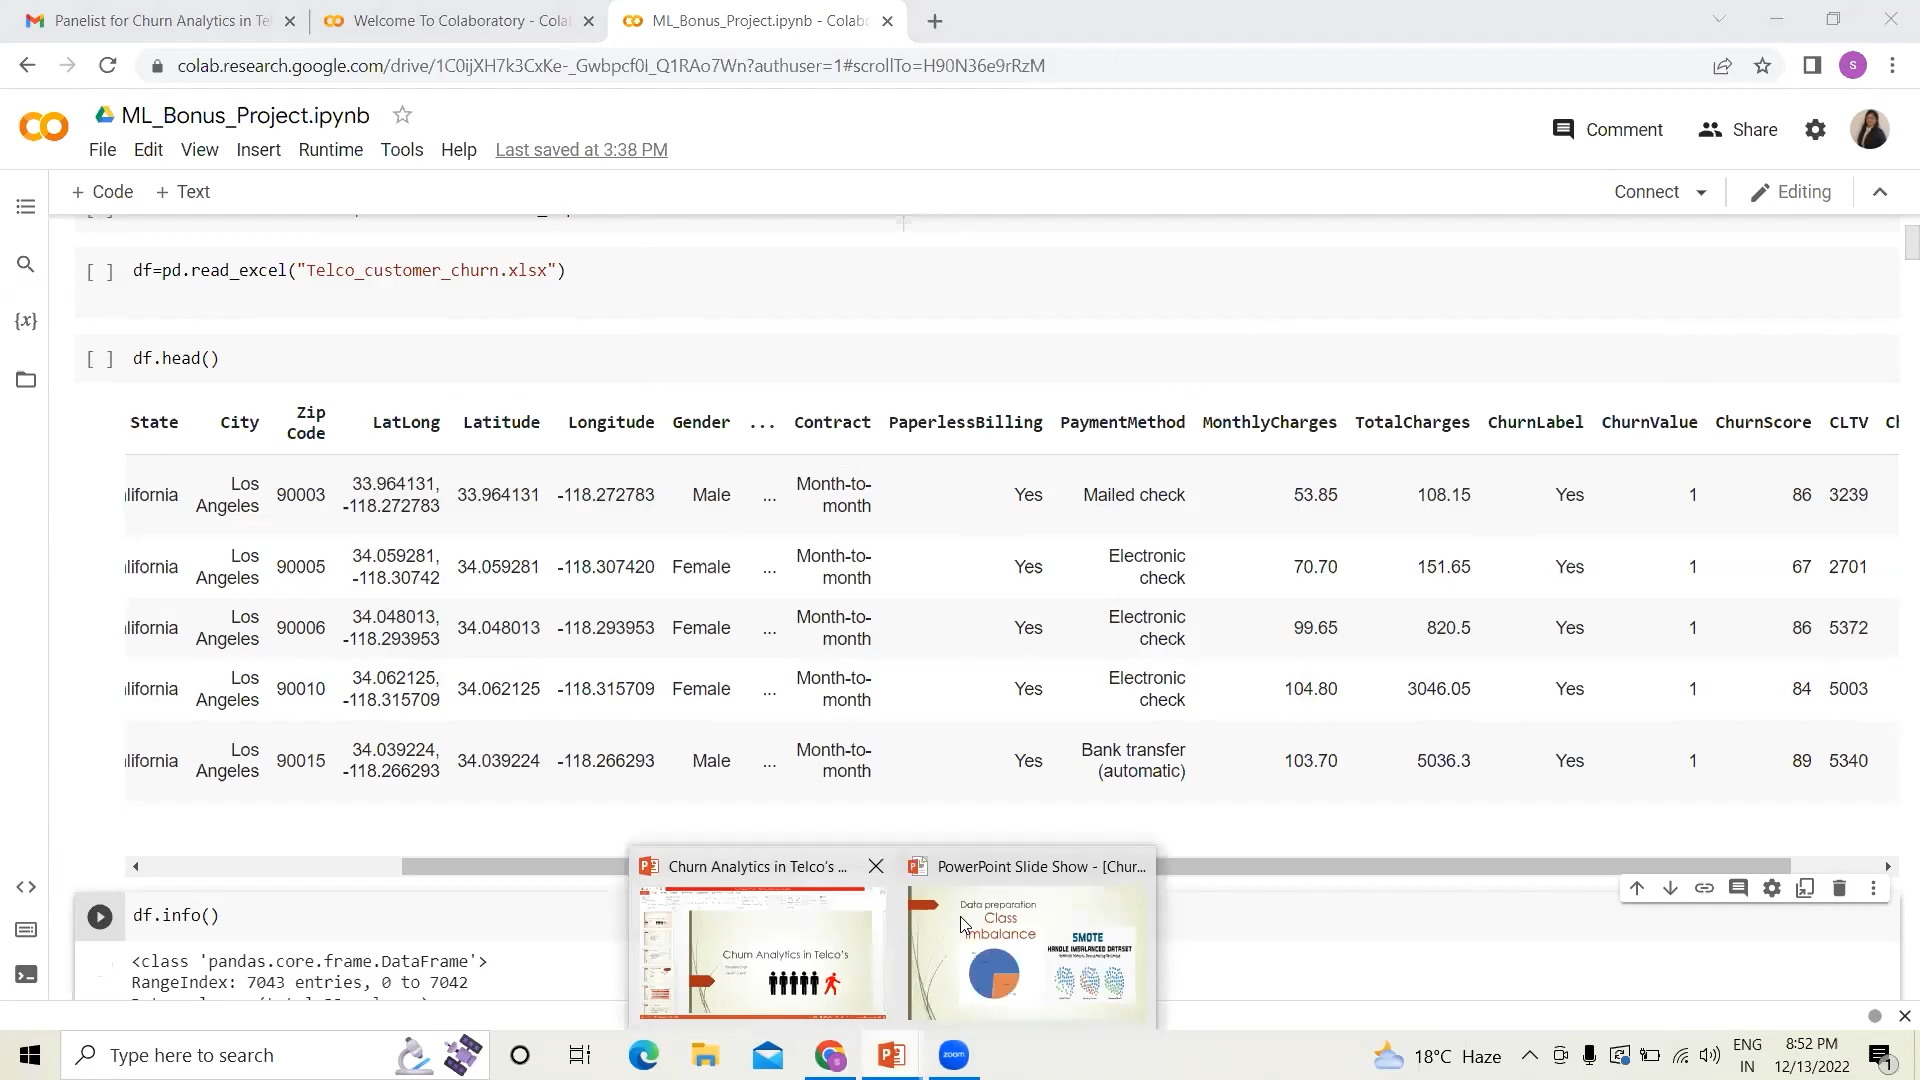 Panelist for Churn Analytics in Te
Welcome To Colaboratory - Cola
ML_Bonus_Project.ipynb - Colab
colab.research.google.com/drive/1C0ijXH7k3CxKe-_Gwbpcf0i_Q1RAo7Wn?authuser=1#scrollTo=H90N36e9rRzM
S
ML_Bonus_Project.ipynb
Comment
Share
File Edit View Insert Runtime Tools Help Last saved at 3:38 PM
+ Code + Text
Connect
Editing
[ ] df=pd.read_excel("Telco_customer_churn.xlsx")
{x}
[ ] df.head()
State City Zip Code LatLong Latitude Longitude Gender ... Contract PaperlessBilling PaymentMethod MonthlyCharges TotalCharges ChurnLabel ChurnValue ChurnScore CLTV Ch
lifornia Los Angeles 90003 33.964131, -118.272783 33.964131 -118.272783 Male ... Month-to-month Yes Mailed check 53.85 108.15 Yes 1 86 3239
lifornia Los Angeles 90005 34.059281, -118.30742 34.059281 -118.307420 Female ... Month-to-month Yes Electronic check 70.70 151.65 Yes 1 67 2701
lifornia Los Angeles 90006 34.048013, -118.293953 34.048013 -118.293953 Female ... Month-to-month Yes Electronic check 99.65 820.5 Yes 1 86 5372
lifornia Los Angeles 90010 34.062125, -118.315709 34.062125 -118.315709 Female ... Month-to-month Yes Electronic check 104.80 3046.05 Yes 1 84 5003
lifornia Los Angeles 90015 34.039224, -118.266293 34.039224 -118.266293 Male ... Month-to-month Yes Bank transfer (automatic) 103.70 5036.3 Yes 1 89 5340
Churn Analytics in Telco's ...
PowerPoint Slide Show - [Chur...
Churn Analytics in Telco's
Data preparation
Class
Imbalance
SMOTE
HANDLE IMBALANCED DATASET
df.info()
<class 'pandas.core.frame.DataFrame'>
RangeIndex: 7043 entries, 0 to 7042
Type here to search
zoom
18°C Haze
ENG
IN
8:52 PM
12/13/2022
1